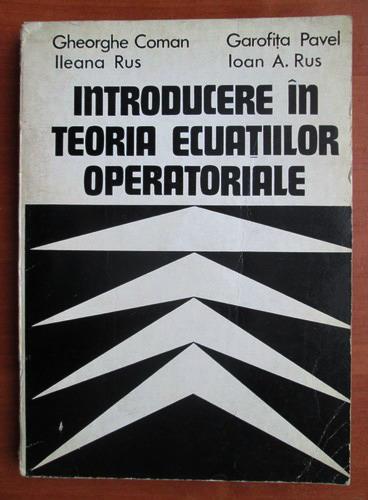 Gheorghe Coman Garofița Pavel
Ileana Rus Ioan A. Rus
INTRODUCERE ÎN
TEORIA ECUAȚIILOR
OPERATORIALE